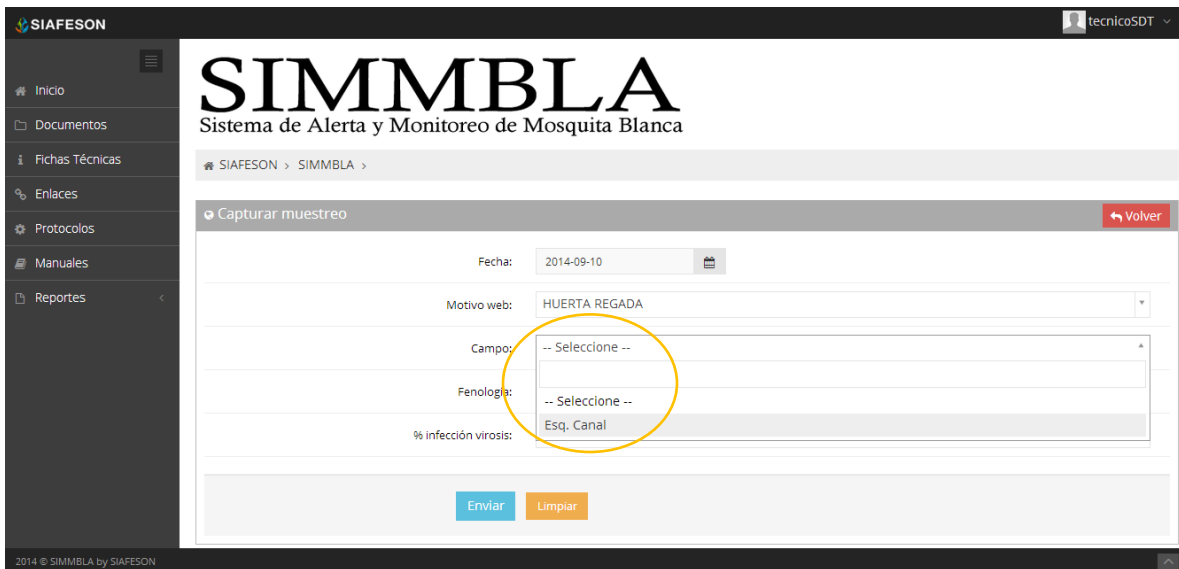 SIAFESON
tecnicoSDT
Inicio
Documentos
Fichas Técnicas
Enlaces
Protocolos
Manuales
Reportes
SIMMBLA
Sistema de Alerta y Monitoreo de Mosquita Blanca
SIAFESON > SIMMBLA >
Capturar muestreo
Volver
Fecha: 2014-09-10
Motivo web: HUERTA REGADA
Campo: -- Seleccione --
Fenología:
-- Seleccione --
Esq. Canal
% infección virosis:
Enviar Limpiar
2014 © SIMMBLA by SIAFESON